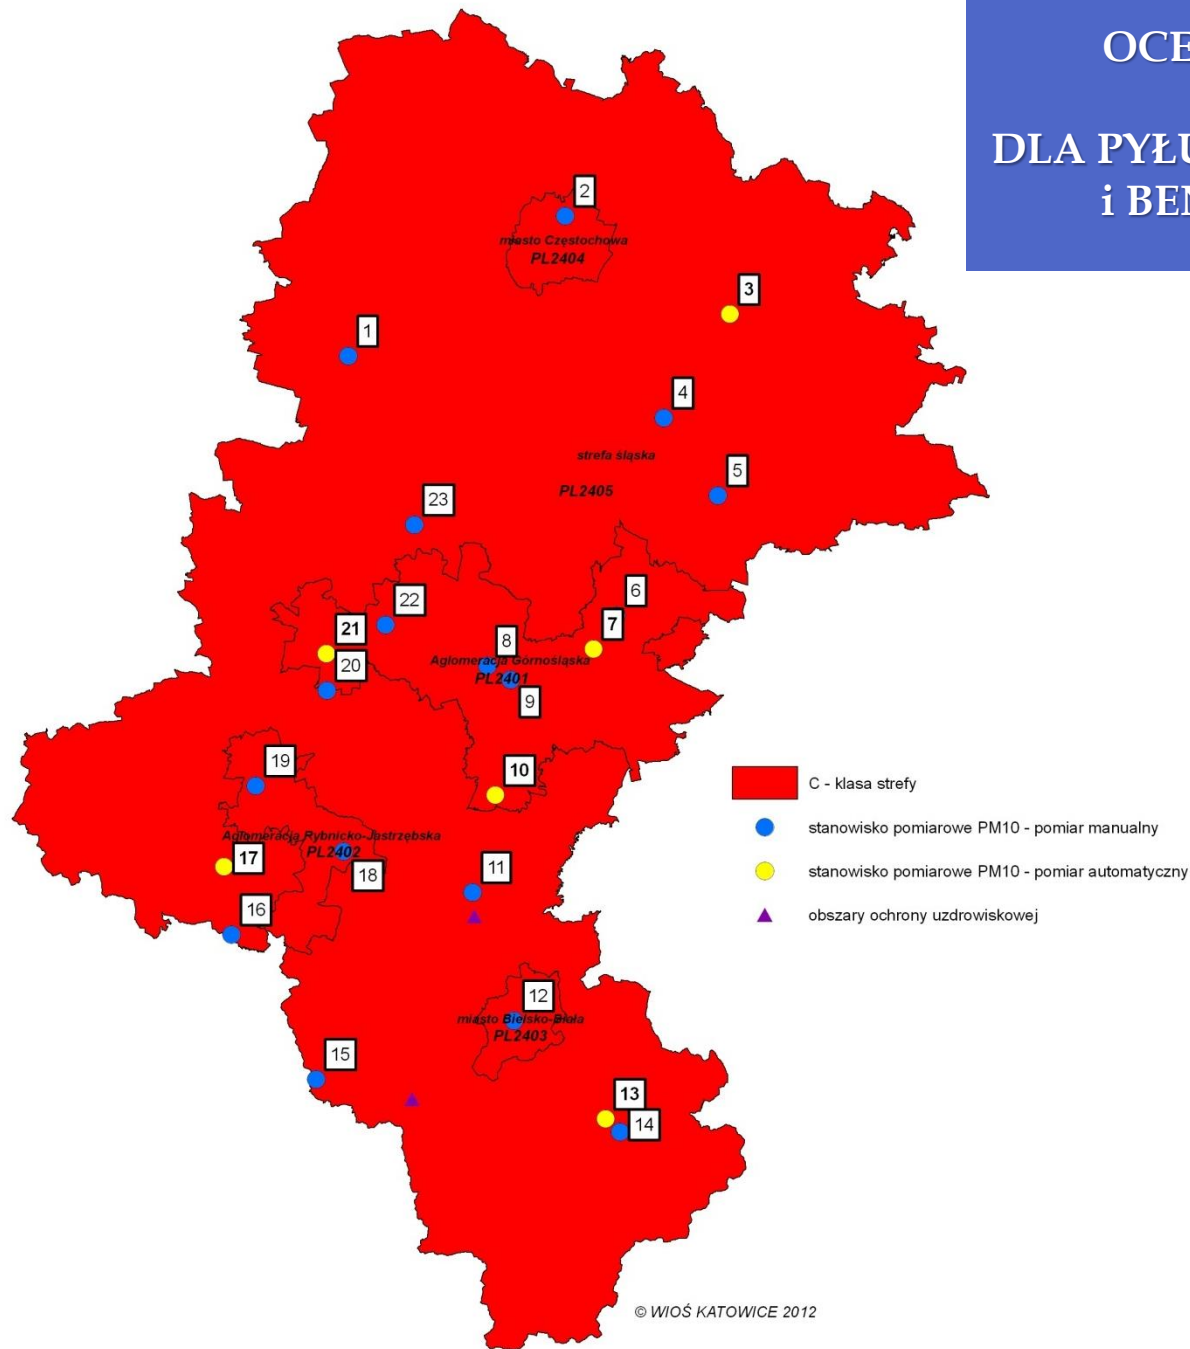 OCE
DLA PYŁU
i BEN
2
miasto Częstochowa
PL2404
3
1
4
strefa śląska
5
PL2405
23
6
22
7
21
8
20
Aglomeracja Górnośląska
PL2401
9
19
10
C - klasa strefy
stanowisko pomiarowe PM10 - pomiar manualny
Aglomeracja Rybnicko-Jastrzębska
PL2402
17
18
11
stanowisko pomiarowe PM10 - pomiar automatyczny
16
obszary ochrony uzdrowiskowej
12
miasto Bielsko-Biała
PL2403
15
13
14
© WIOŚ KATOWICE 2012